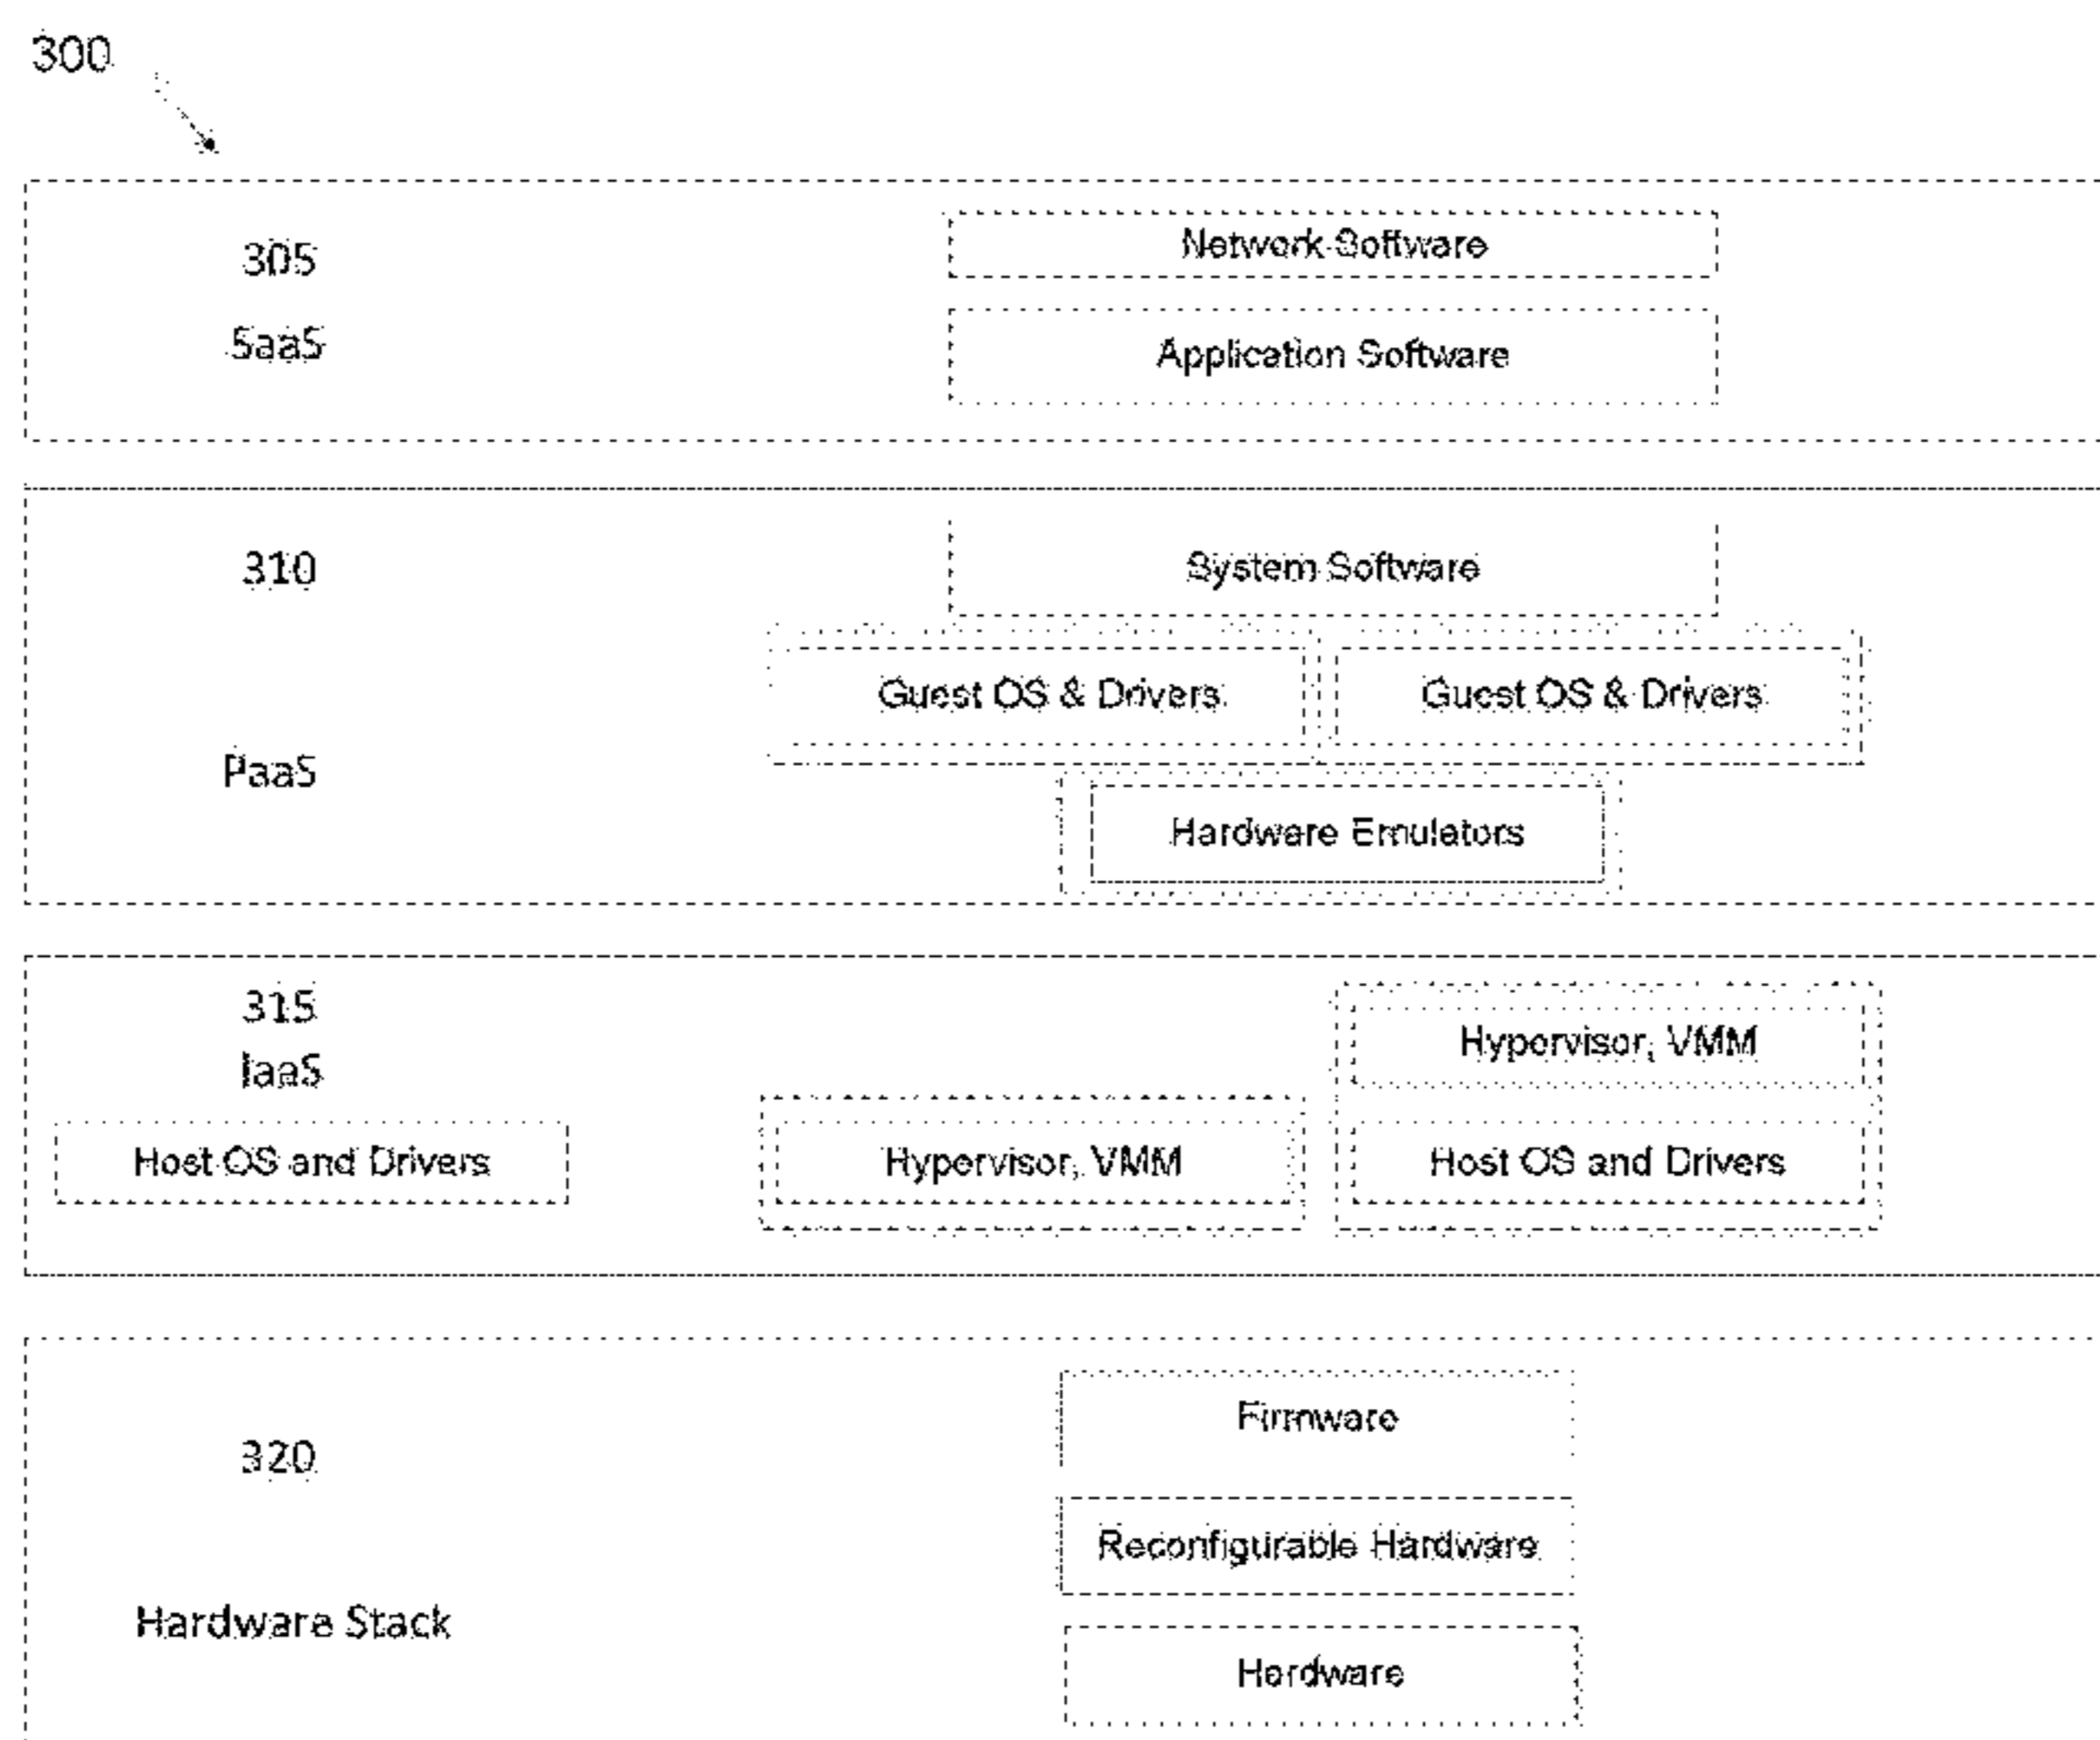 300
305
SaaS
Network Software
Application Software
310
PaaS
System Software
Guest OS & Drivers
Guest OS & Drivers
Hardware Emulators
315
IaaS
Host OS and Drivers
Hypervisor, VMM
Hypervisor, VMM
Host OS and Drivers
320
Hardware Stack
Firmware
Reconfigurable Hardware
Hardware